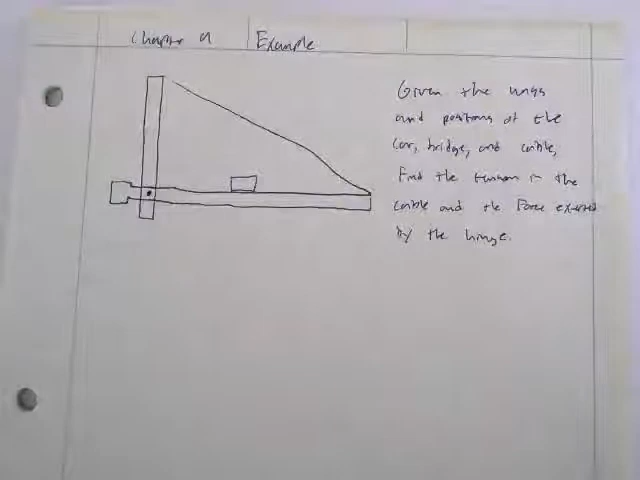 Chapter 9 Example
Given the mass
and positions of the
car, bridge, and cable,
Find the tension in the
cable and the Force exerted
by the hinge.